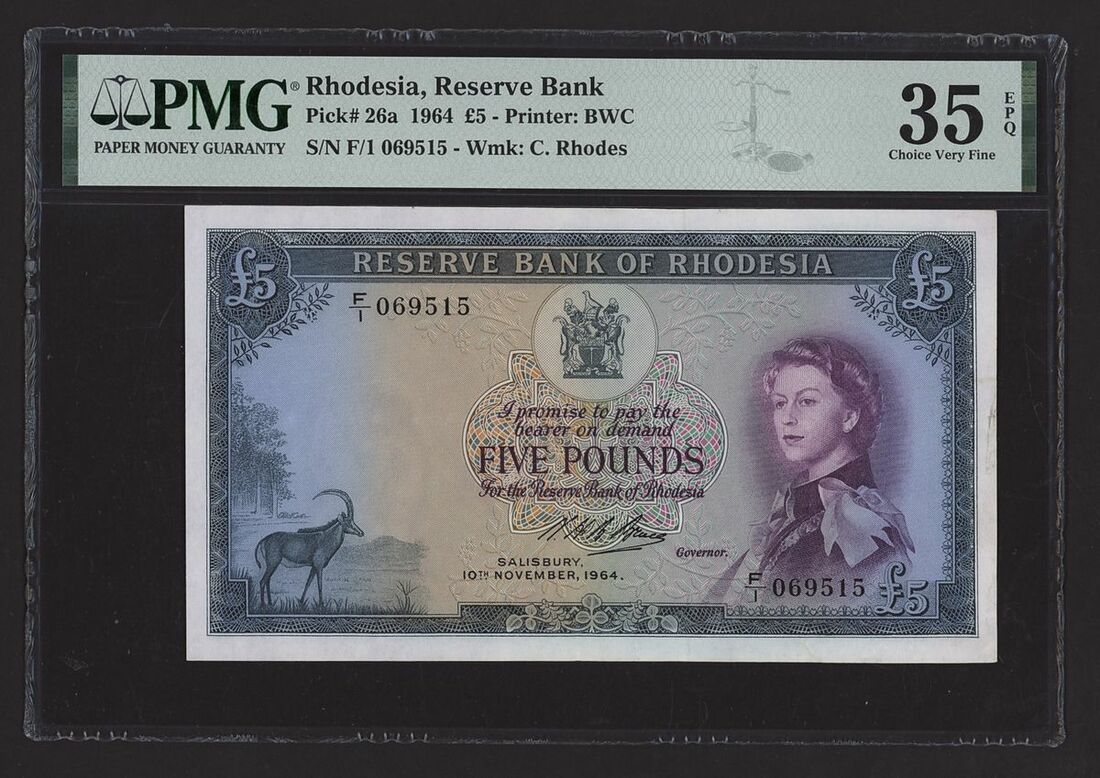 PMG®
PAPER MONEY GUARANTY
Rhodesia, Reserve Bank
Pick# 26a 1964 £5 - Printer: BWC
S/N F/1 069515 - Wmk: C. Rhodes
35
EPQ
Choice Very Fine
£5
RESERVE BANK OF RHODESIA
£5
F/1 069515
I promise to pay the
bearer on demand
FIVE POUNDS
For the Reserve Bank of Rhodesia
Governor.
SALISBURY,
10TH NOVEMBER, 1964.
F/1 069515
£5